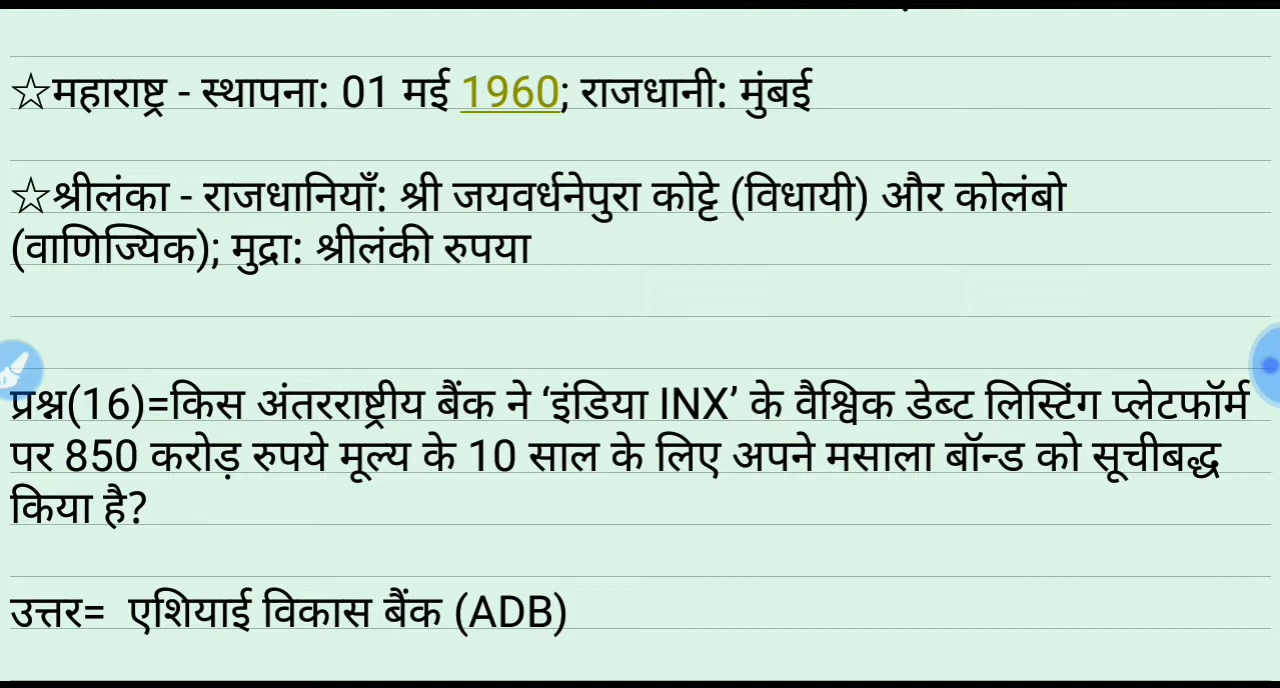 ☆महाराष्ट्र - स्थापना: 01 मई 1960; राजधानी: मुंबई
☆श्रीलंका - राजधानियाँ: श्री जयवर्धनेपुरा कोट्टे (विधायी) और कोलंबो
(वाणिज्यिक); मुद्रा: श्रीलंकी रुपया
प्रश्न(16)=किस अंतरराष्ट्रीय बैंक ने ‘इंडिया INX’ के वैश्विक डेब्ट लिस्टिंग प्लेटफॉर्म
पर 850 करोड़ रुपये मूल्य के 10 साल के लिए अपने मसाला बॉन्ड को सूचीबद्ध
किया है?
उत्तर= एशियाई विकास बैंक (ADB)